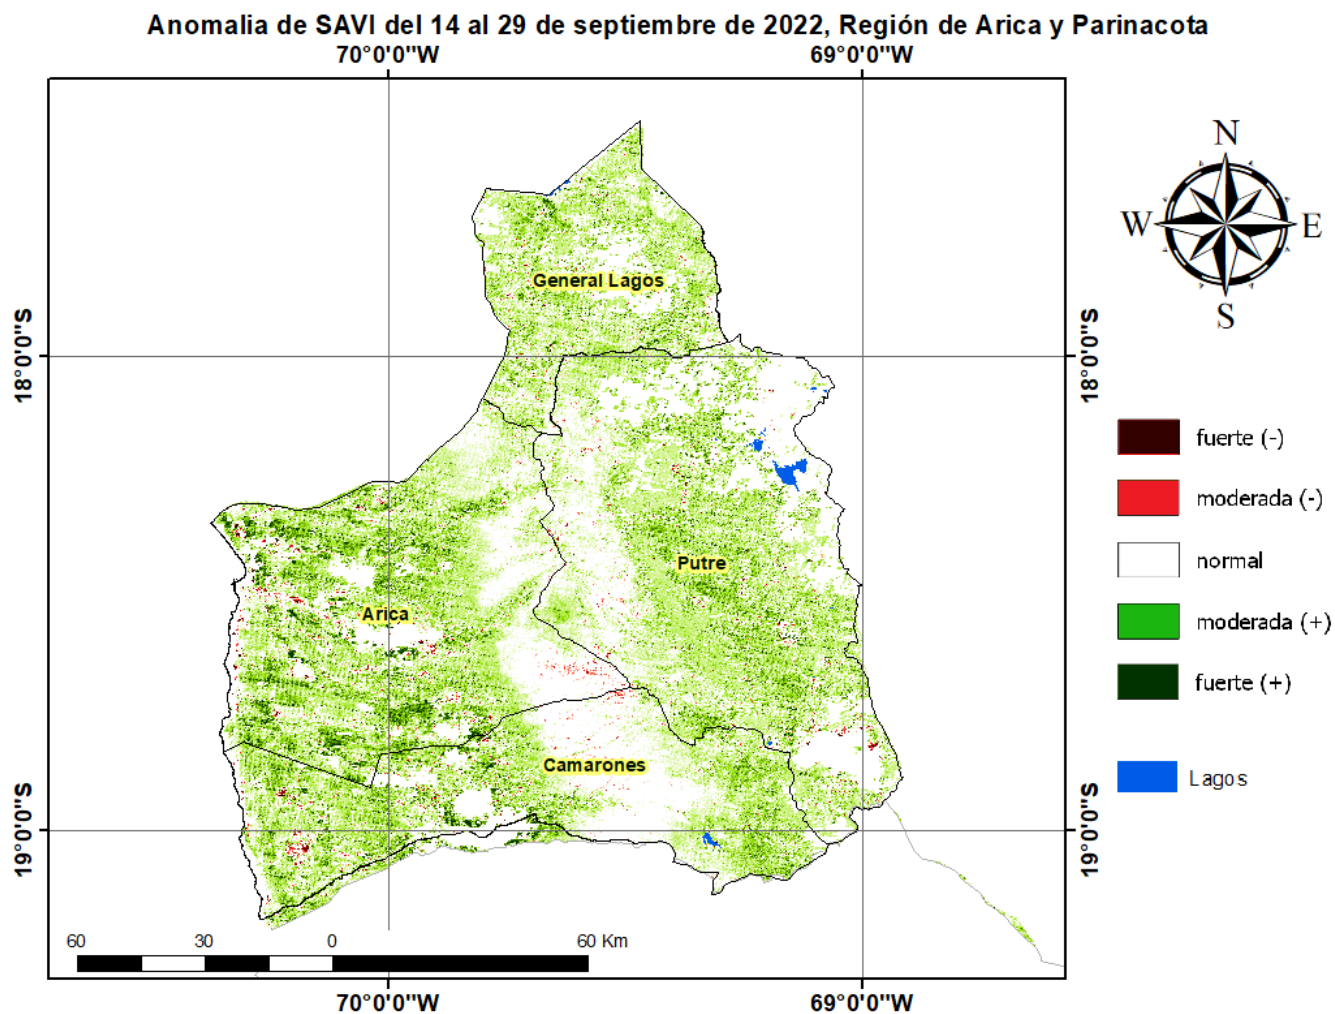 Anomalia de SAVI del 14 al 29 de septiembre de 2022, Región de Arica y Parinacota
70°0'0"W 69°0'0"W
N
W E
S
General Lagos
18°0'0"S 18°0'0"S
fuerte (-)
moderada (-)
normal
Putre
Arica
moderada (+)
fuerte (+)
Camarones
Lagos
19°0'0"S 19°0'0"S
60 30 0 60 Km
70°0'0"W 69°0'0"W